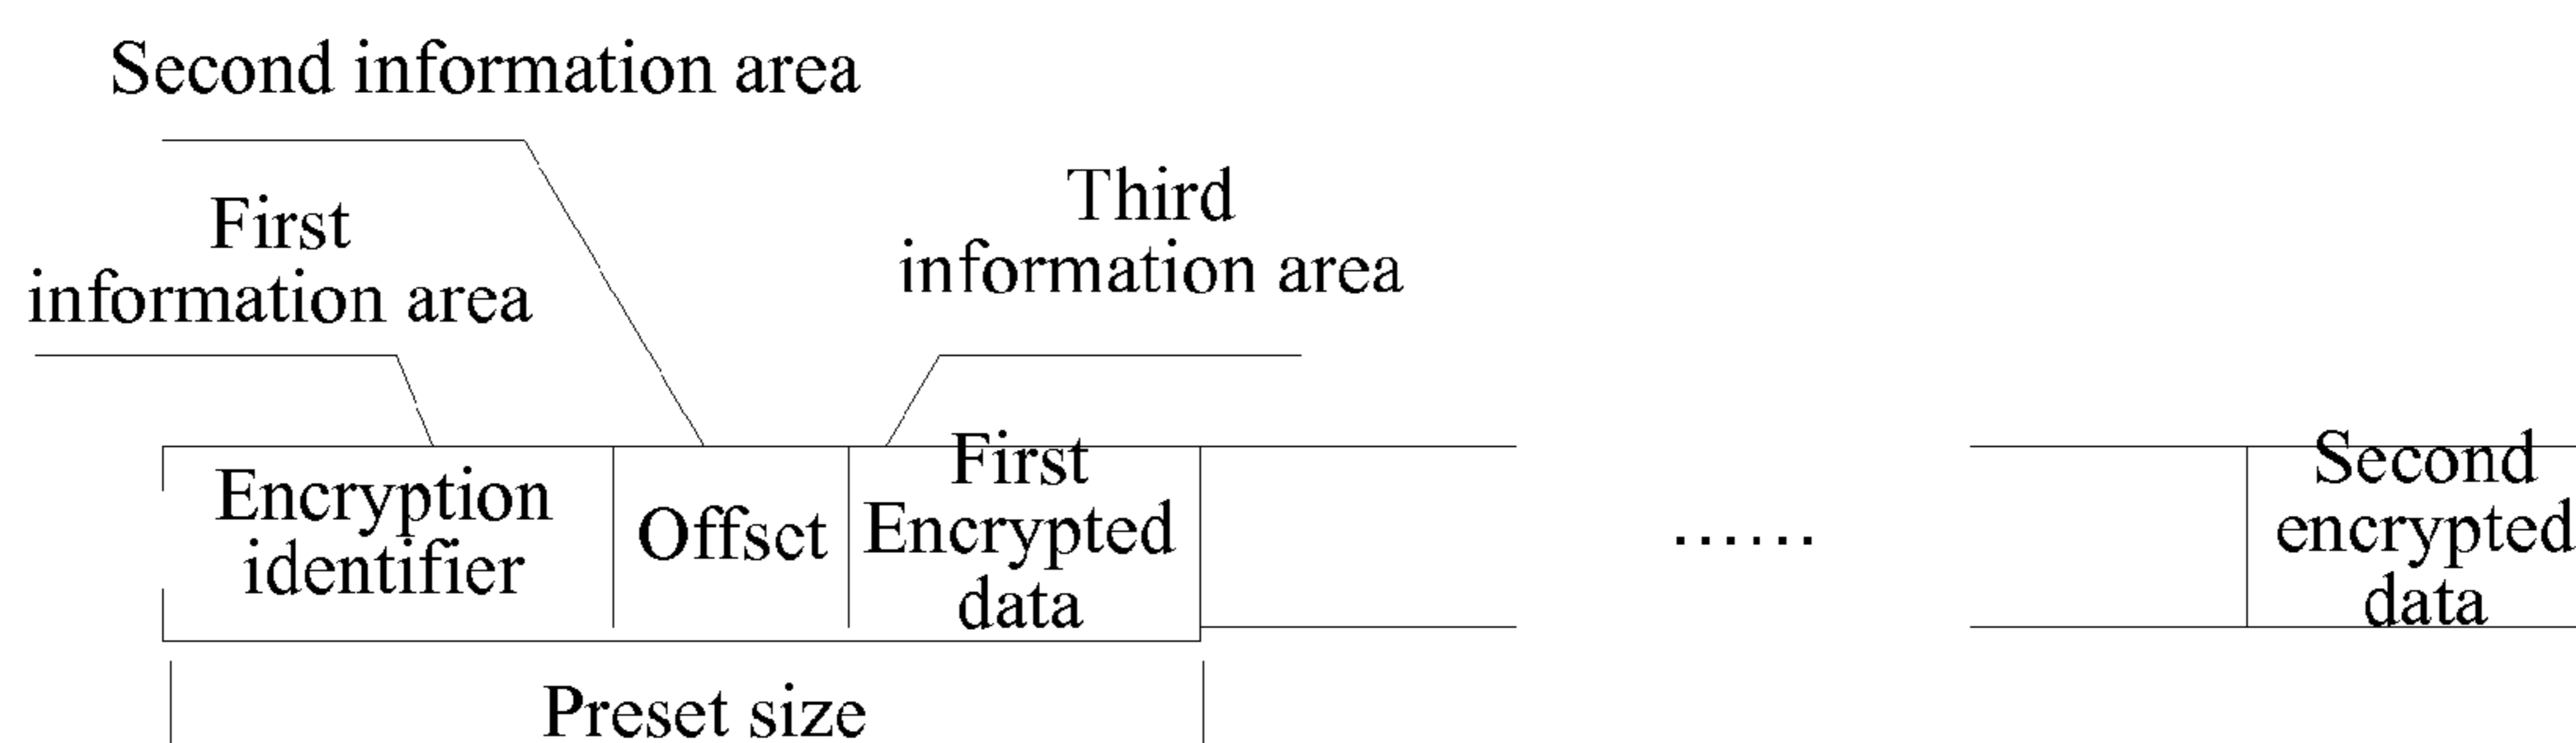 Second information area
First
information area
Third
information area
Encryption
identifier
Offsct
First
Encrypted
data
......
Second
encrypted
data
Preset size